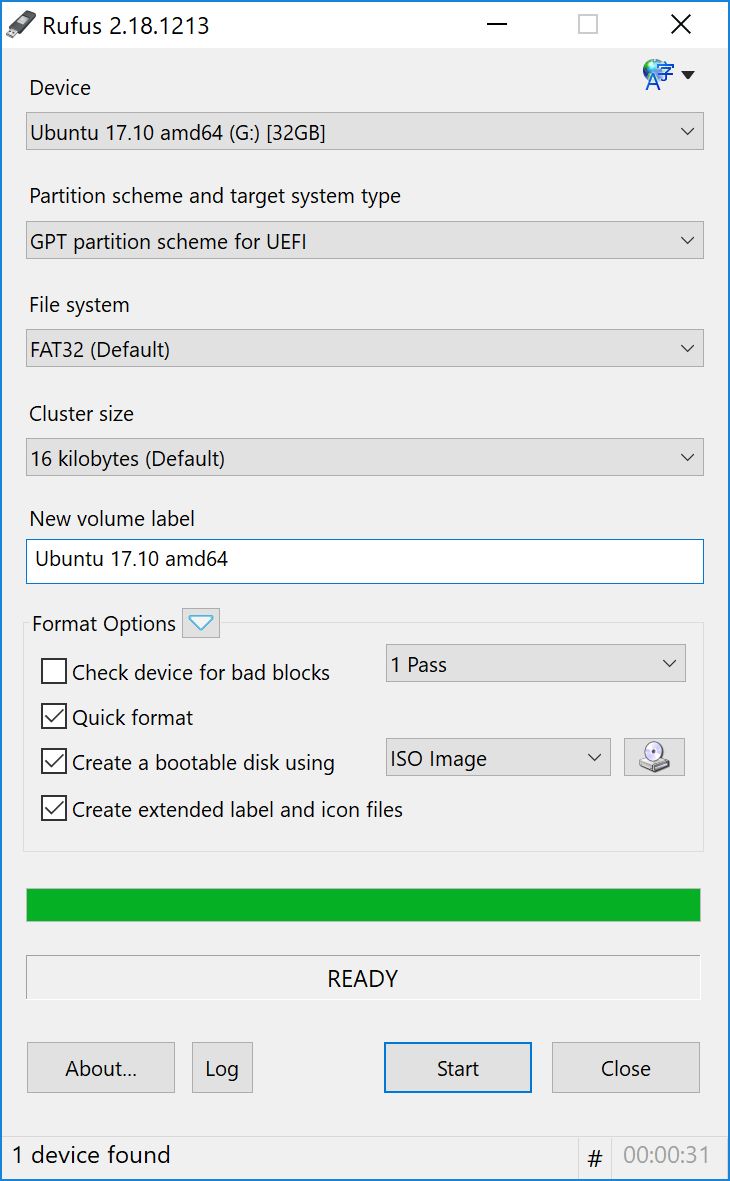 Rufus 2.18.1213
Device
Ubuntu 17.10 amd64 (G:) [32GB]
Partition scheme and target system type
GPT partition scheme for UEFI
File system
FAT32 (Default)
Cluster size
16 kilobytes (Default)
New volume label
Ubuntu 17.10 amd64
Format Options
Check device for bad blocks 1 Pass
Quick format
Create a bootable disk using ISO Image
Create extended label and icon files
READY
About... Log Start Close
1 device found # 00:00:31